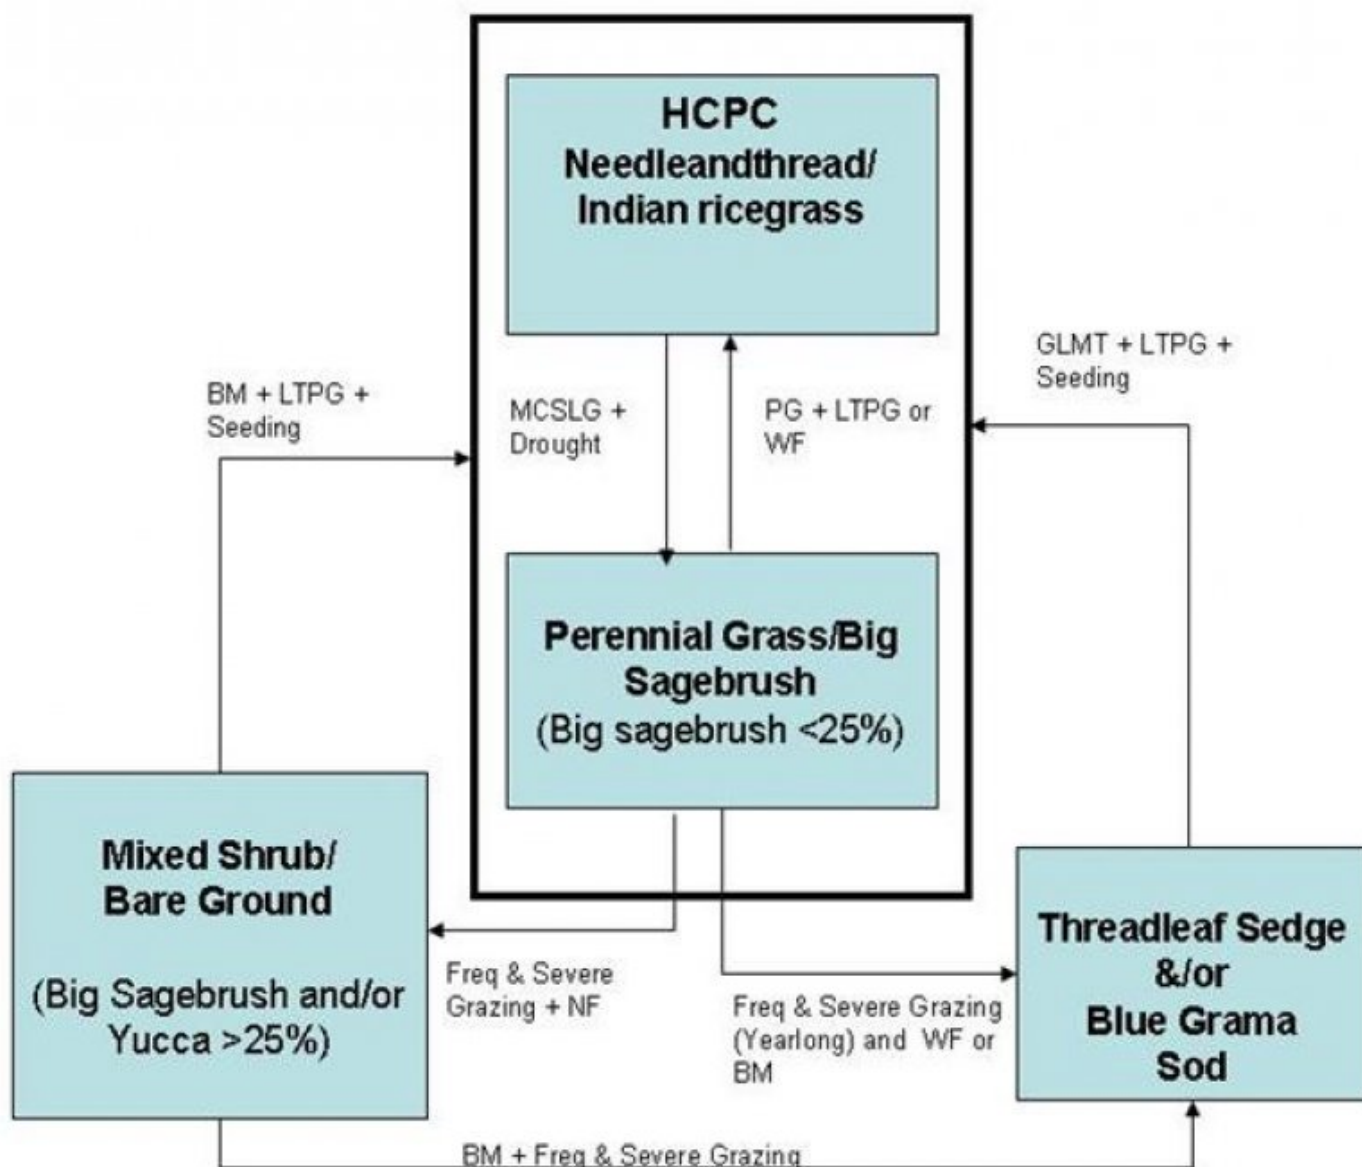 HCPC
Needleandthread/
Indian ricegrass
BM + LTPG +
Seeding
MCSLG +
Drought
PG + LTPG or
WF
GLMT + LTPG +
Seeding
Perennial Grass/Big
Sagebrush
(Big sagebrush <25%)
Mixed Shrub/
Bare Ground
(Big Sagebrush and/or
Yucca >25%)
Freq & Severe
Grazing + NF
Freq & Severe Grazing
(Yearlong) and WF or
BM
Threadleaf Sedge
&/or
Blue Grama
Sod
BM + Freq & Severe Grazing